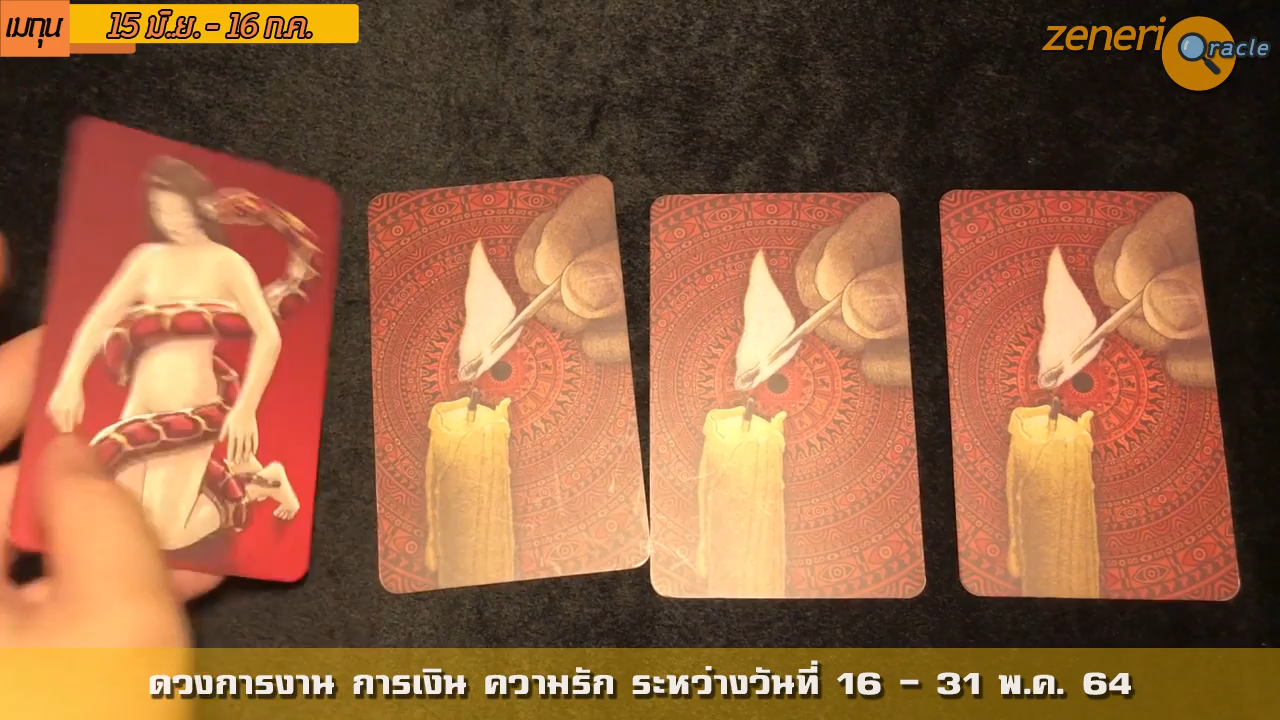 เมถุน
15 มิ.ย. - 16 ก.ค.
zeneri Oracle
ดวงการงาน การเงิน ความรัก ระหว่างวันที่ 16 - 31 พ.ค. 64